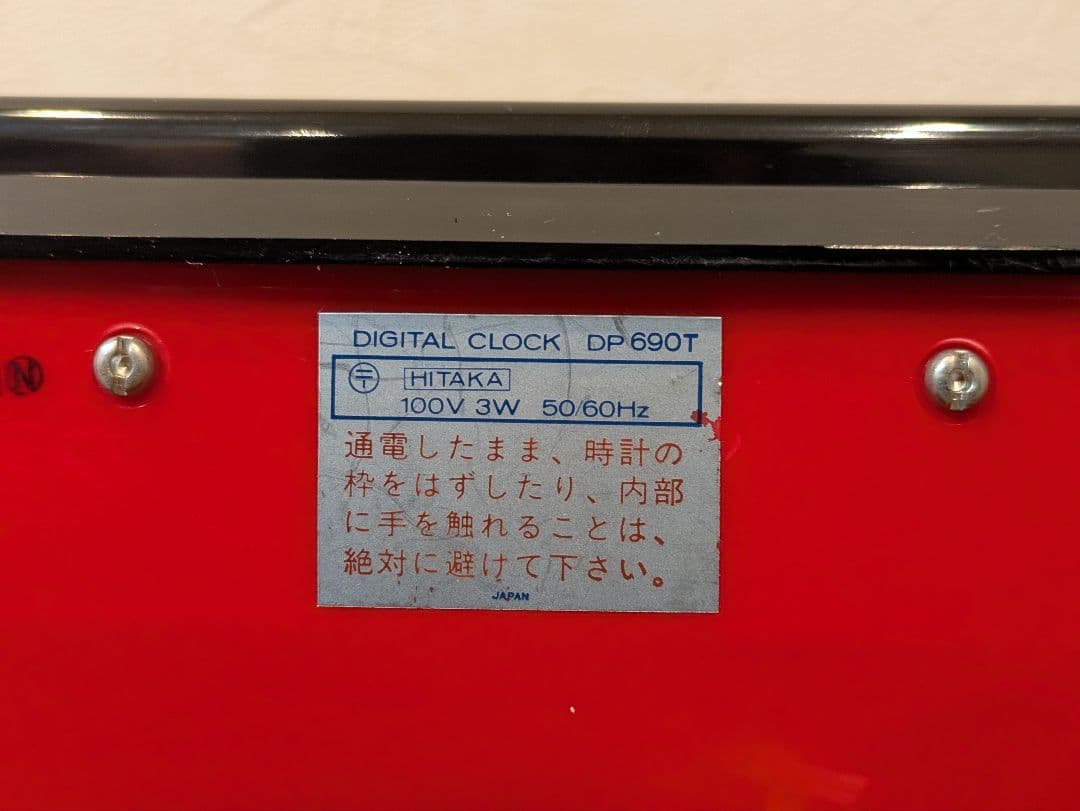 DIGITAL CLOCK DP 690T
〒 HITAKA
100V 3W 50/60Hz
通電したまま、時計の
枠をはずしたり、内部
に手を触れることは、
絶対に避けて下さい。
JAPAN
N